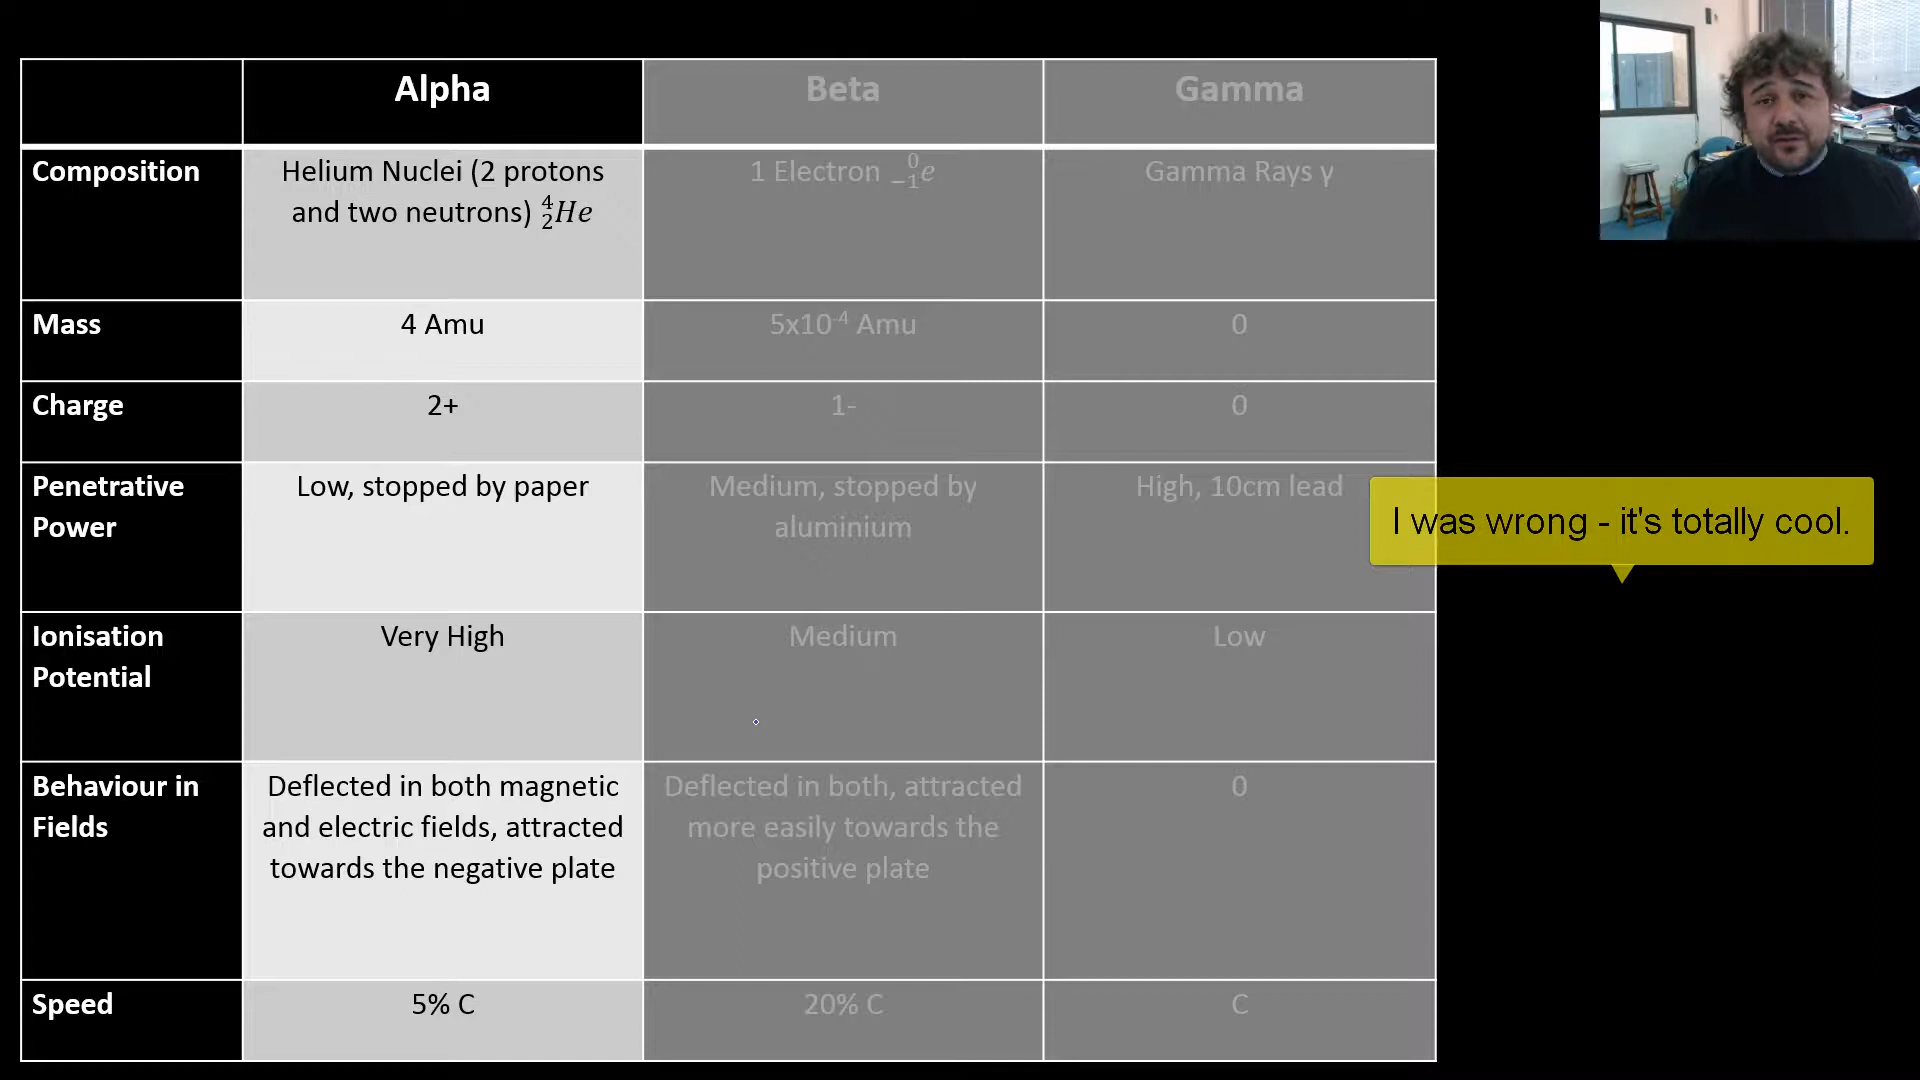 Alpha
Beta
Gamma
Composition
Helium Nuclei (2 protons
and two neutrons) ⁴₂He
1 Electron ⁰₋₁e
Gamma Rays γ
Mass
4 Amu
5x10⁻⁴ Amu
0
Charge
2+
1-
0
Penetrative
Power
Low, stopped by paper
Medium, stopped by
aluminium
High, 10cm lead
I was wrong - it's totally cool.
Ionisation
Potential
Very High
Medium
Low
Behaviour in
Fields
Deflected in both magnetic
and electric fields, attracted
towards the negative plate
Deflected in both, attracted
more easily towards the
positive plate
0
Speed
5% C
20% C
C